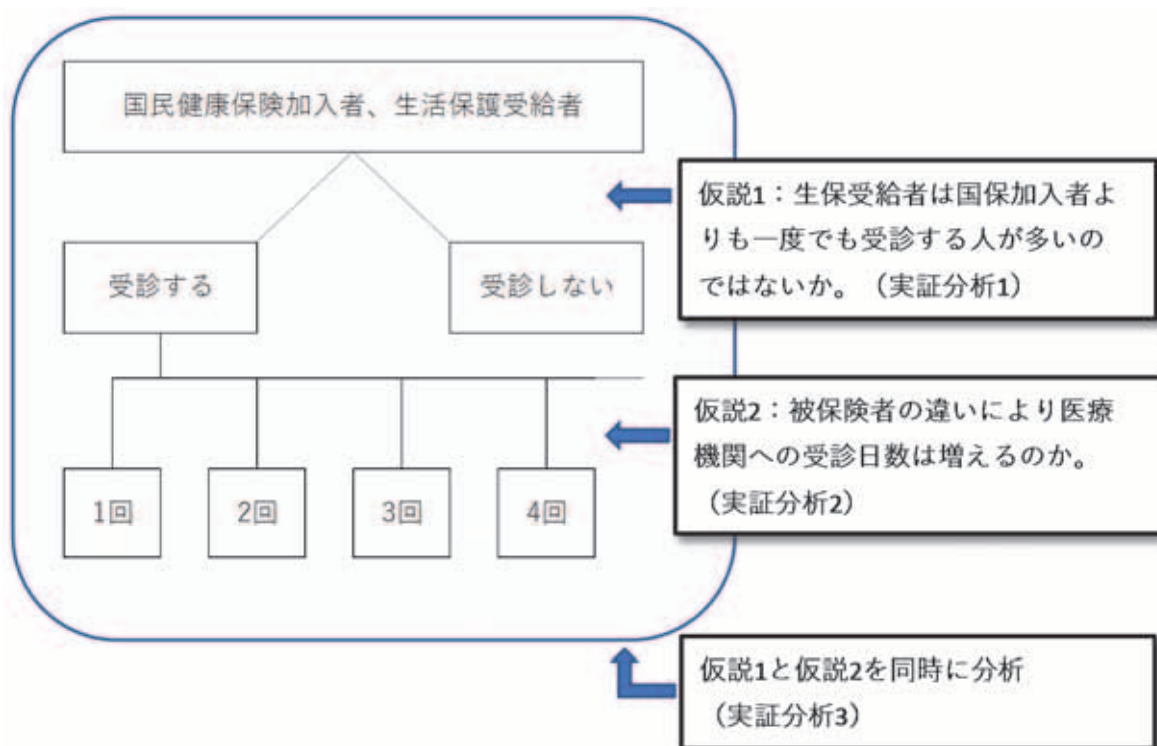 国民健康保険加入者、生活保護受給者
仮説1：生保受給者は国保加入者よ
りも一度でも受診する人が多いの
ではないか。（実証分析1）
受診する
受診しない
仮説2：被保険者の違いにより医療
機関への受診日数は増えるのか。
（実証分析2）
1回
2回
3回
4回
仮説1と仮説2を同時に分析
（実証分析3）